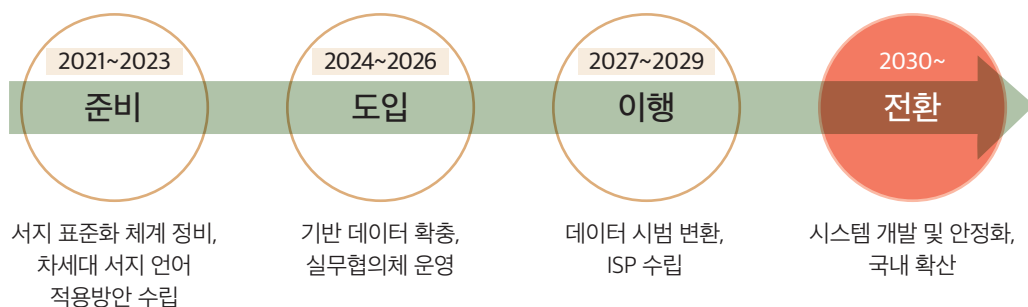 2021~2023
준비
서지 표준화 체계 정비,
차세대 서지 언어
적용방안 수립
2024~2026
도입
기반 데이터 확충,
실무협의체 운영
2027~2029
이행
데이터 시범 변환,
ISP 수립
2030~
전환
시스템 개발 및 안정화,
국내 확산